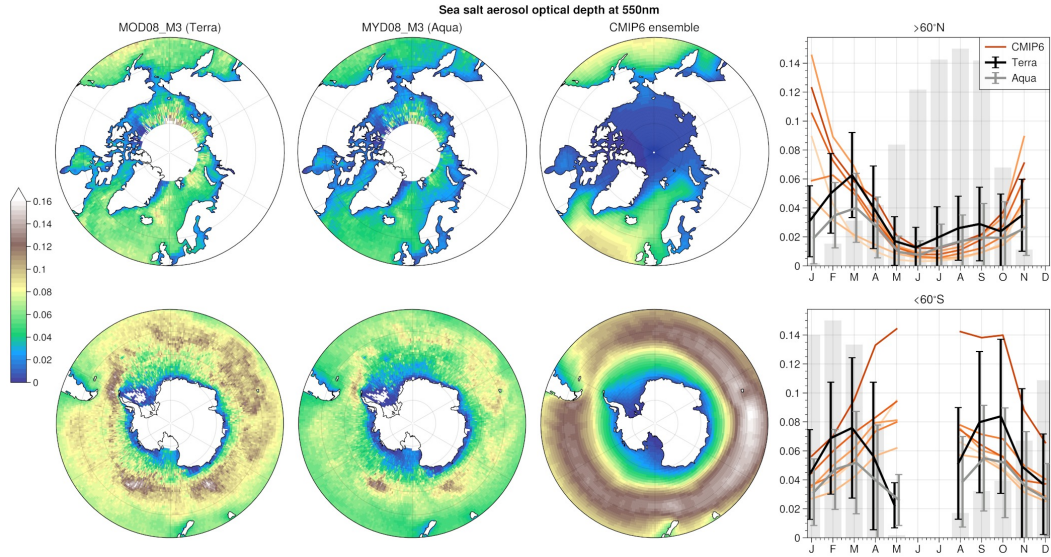 Sea salt aerosol optical depth at 550nm
MOD08_M3 (Terra)
MYD08_M3 (Aqua)
CMIP6 ensemble
>60°N
CMIP6
Terra
Aqua
0.14
0.12
0.1
0.08
0.06
0.04
0.02
0
J F M A M J J A S O N D
0.16
0.14
0.12
0.10
0.08
0.06
0.04
0.02
0
<60°S
0.14
0.12
0.1
0.08
0.06
0.04
0.02
0
J F M A M J J A S O N D